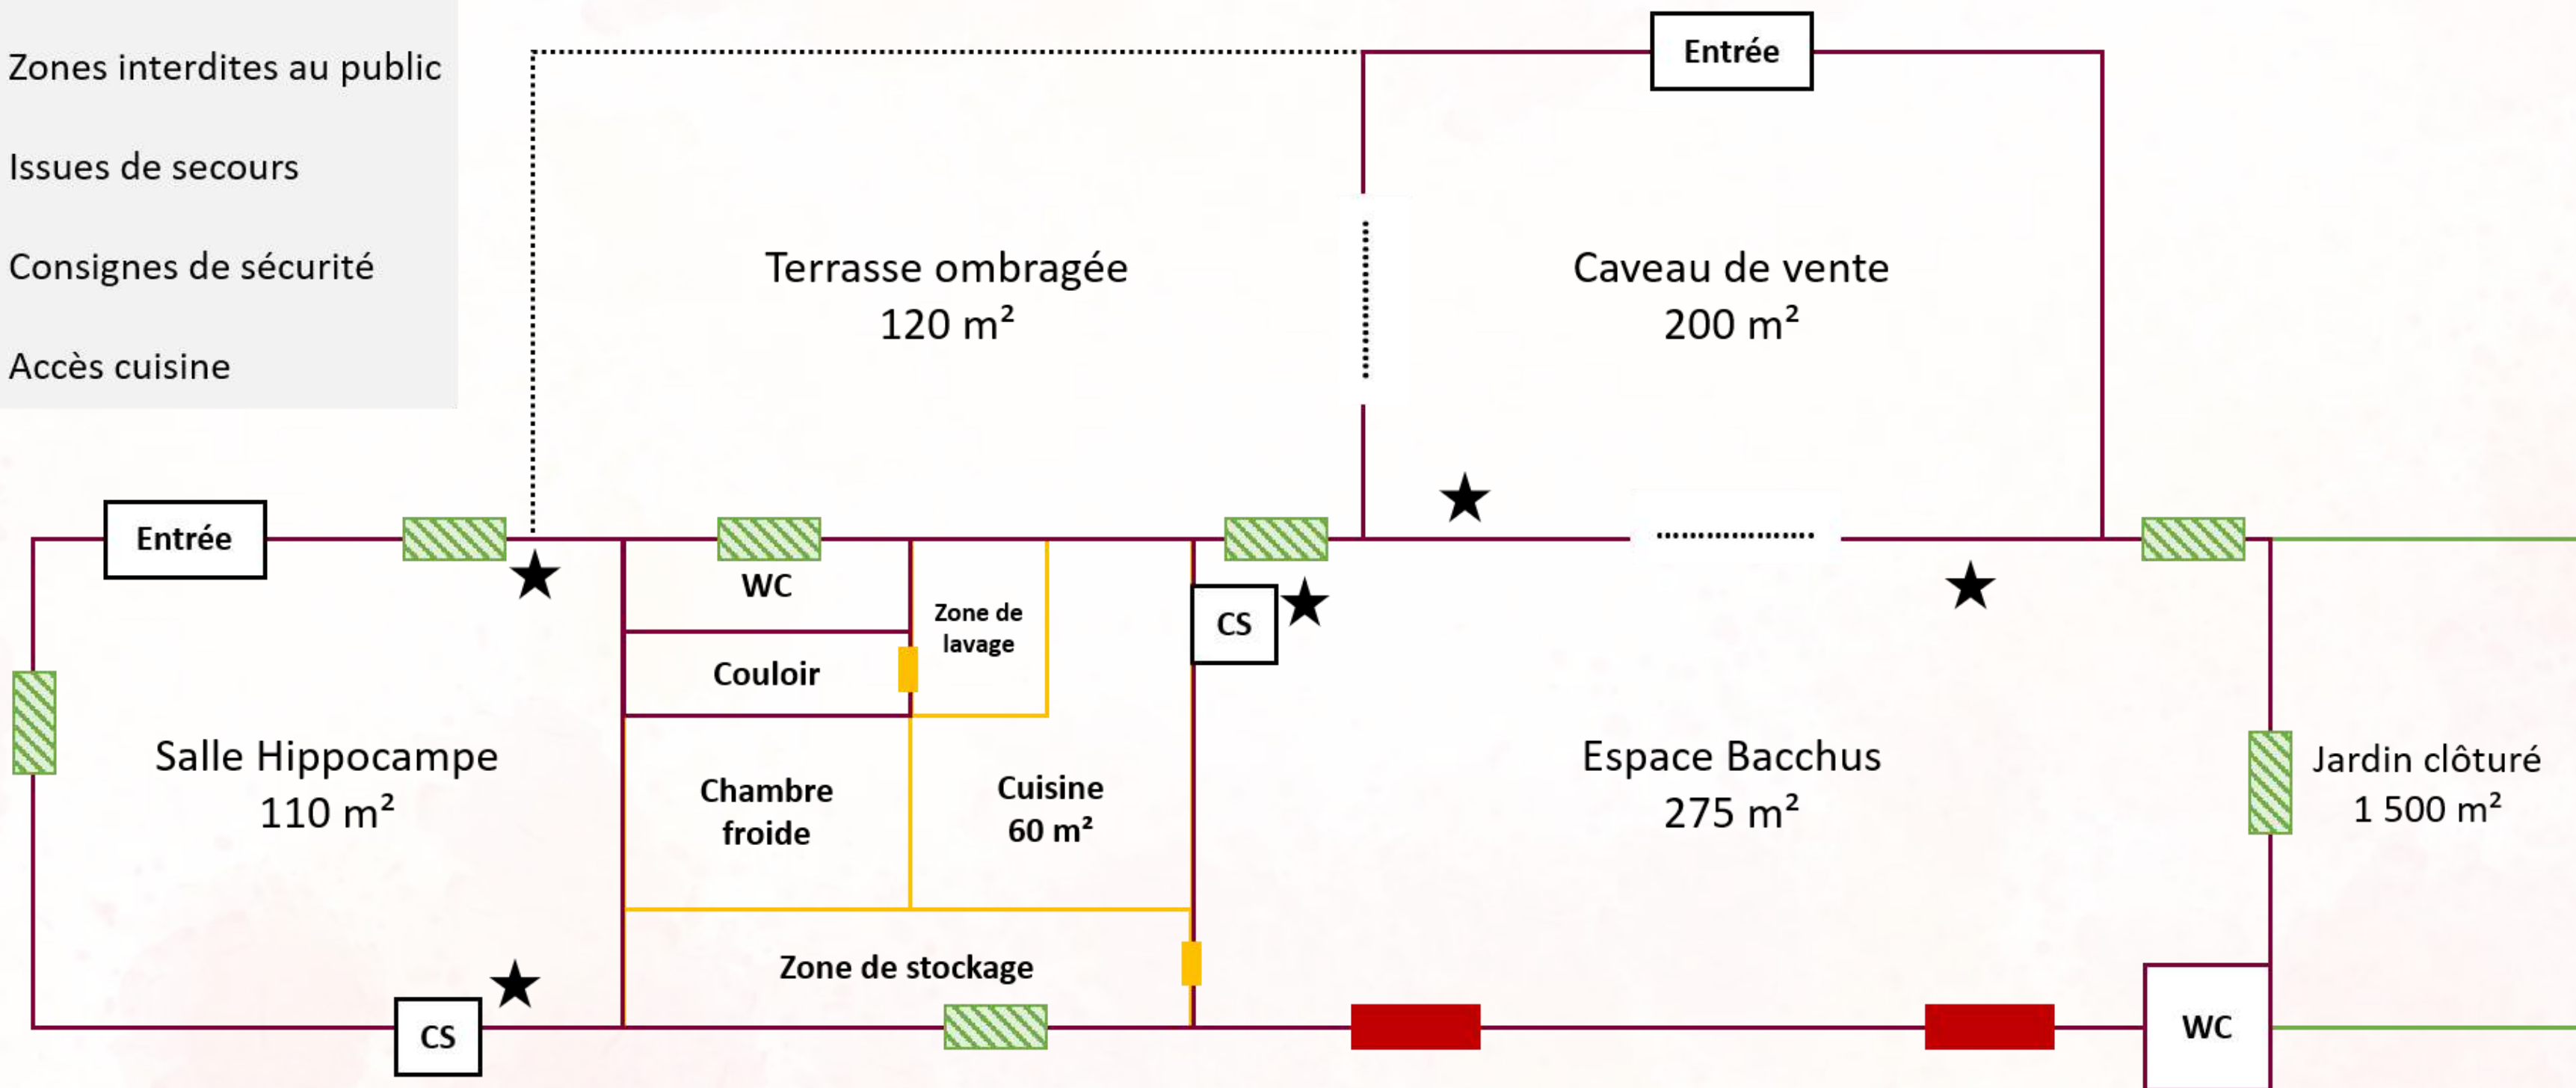 Zones interdites au public
Issues de secours
Consignes de sécurité
Accès cuisine
Entrée
Terrasse ombragée
120 m²
Caveau de vente
200 m²
Entrée
WC
Couloir
Zone de
lavage
CS
Salle Hippocampe
110 m²
Chambre
froide
Cuisine
60 m²
Espace Bacchus
275 m²
Jardin clôturé
1 500 m²
Zone de stockage
CS
WC